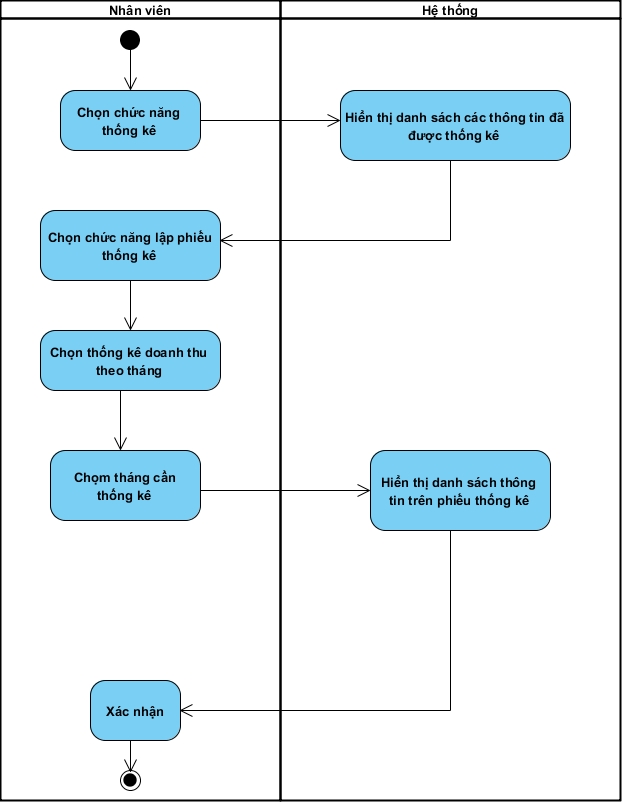 Nhân viên
Hệ thống
Chọn chức năng
thống kê
Hiển thị danh sách các thông tin đã
được thống kê
Chọn chức năng lập phiếu
thống kê
Chọn thống kê doanh thu
theo tháng
Chọm tháng cần
thống kê
Hiển thị danh sách thông
tin trên phiếu thống kê
Xác nhận